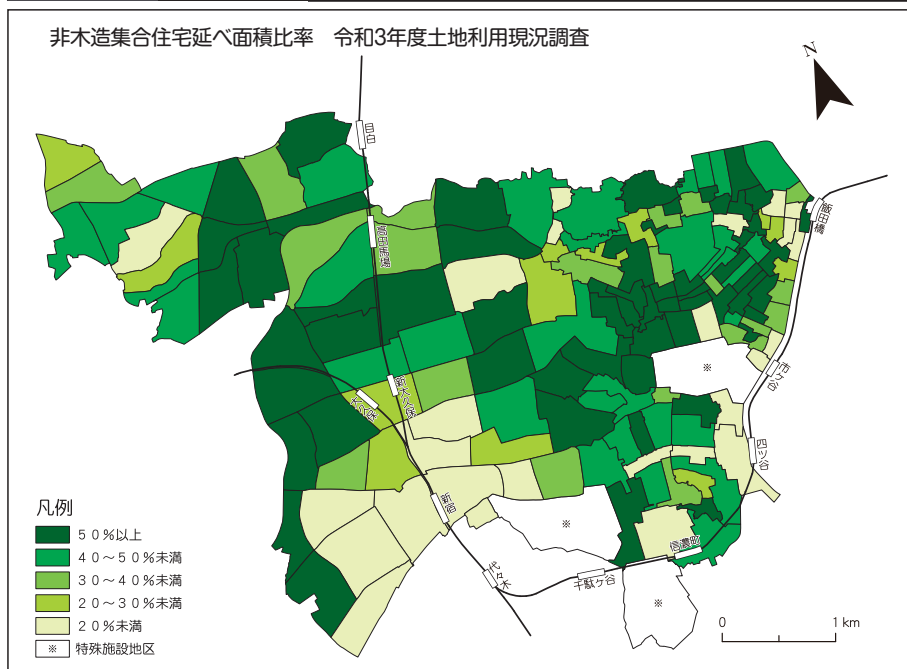 非木造集合住宅延べ面積比率　令和3年度土地利用現況調査
N
目白
飯田橋
高田馬場
市ヶ谷
※
新大久保
大久保
四ツ谷
新宿
※
信濃町
代々木
千駄ヶ谷
※
凡例
５０％以上
４０～５０％未満
３０～４０％未満
２０～３０％未満
２０％未満
※ 特殊施設地区
0 1 km